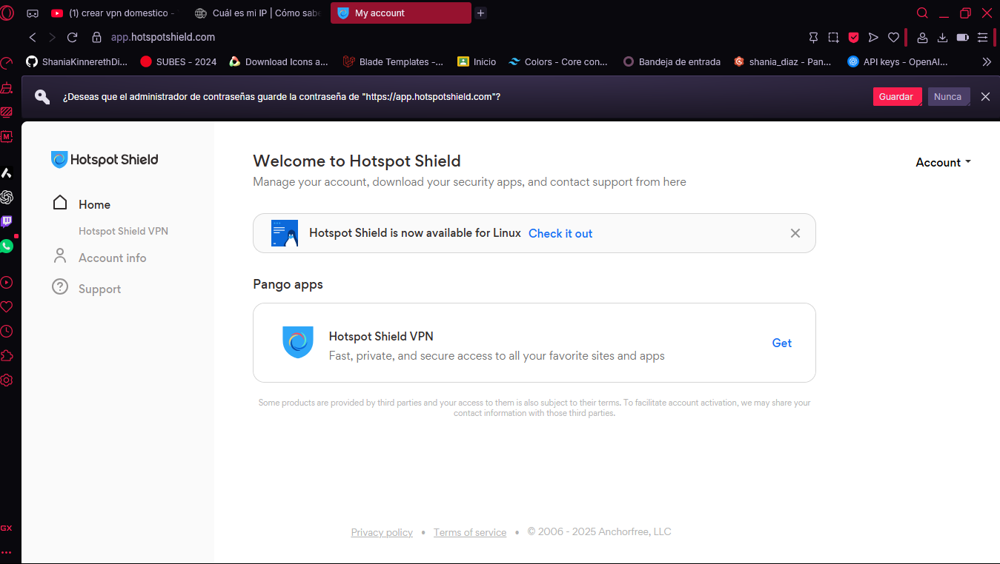 (1) crear vpn domestico -
Cuál es mi IP | Cómo sabe
My account
app.hotspotshield.com
ShaniaKinnerethDi...
SUBES - 2024
Download Icons a...
Blade Templates -...
Inicio
Colors - Core con...
Bandeja de entrada
shania_diaz - Pan...
API keys - OpenAI...
¿Deseas que el administrador de contraseñas guarde la contraseña de "https://app.hotspotshield.com"?
Guardar
Nunca
Hotspot Shield
Home
Hotspot Shield VPN
Account info
Support
Welcome to Hotspot Shield
Account
Manage your account, download your security apps, and contact support from here
Hotspot Shield is now available for Linux Check it out
Pango apps
Hotspot Shield VPN
Fast, private, and secure access to all your favorite sites and apps
Get
Some products are provided by third parties and your access to them is also subject to their terms. To facilitate account activation, we may share your
contact information with those third parties.
Privacy policy • Terms of service • © 2006 - 2025 Anchorfree, LLC
GX